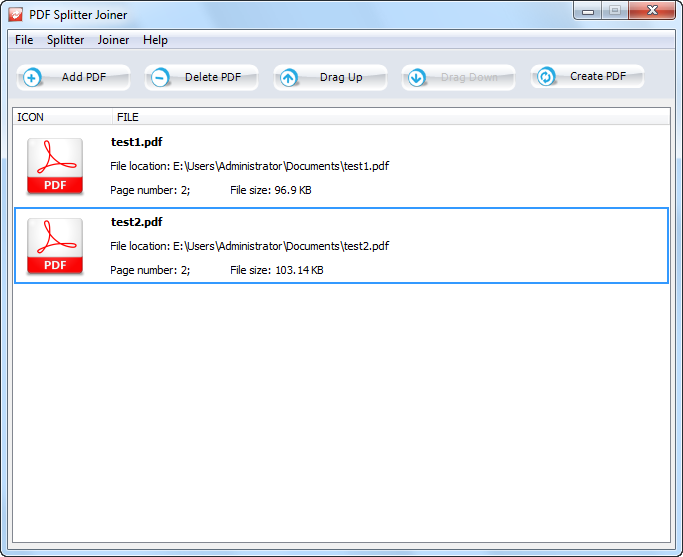 PDF Splitter Joiner
File Splitter Joiner Help
Add PDF Delete PDF Drag Up Drag Down Create PDF
ICON FILE
test1.pdf
File location: E:\Users\Administrator\Documents\test1.pdf
PDF
Page number: 2; File size: 96.9 KB
test2.pdf
File location: E:\Users\Administrator\Documents\test2.pdf
PDF
Page number: 2; File size: 103.14 KB